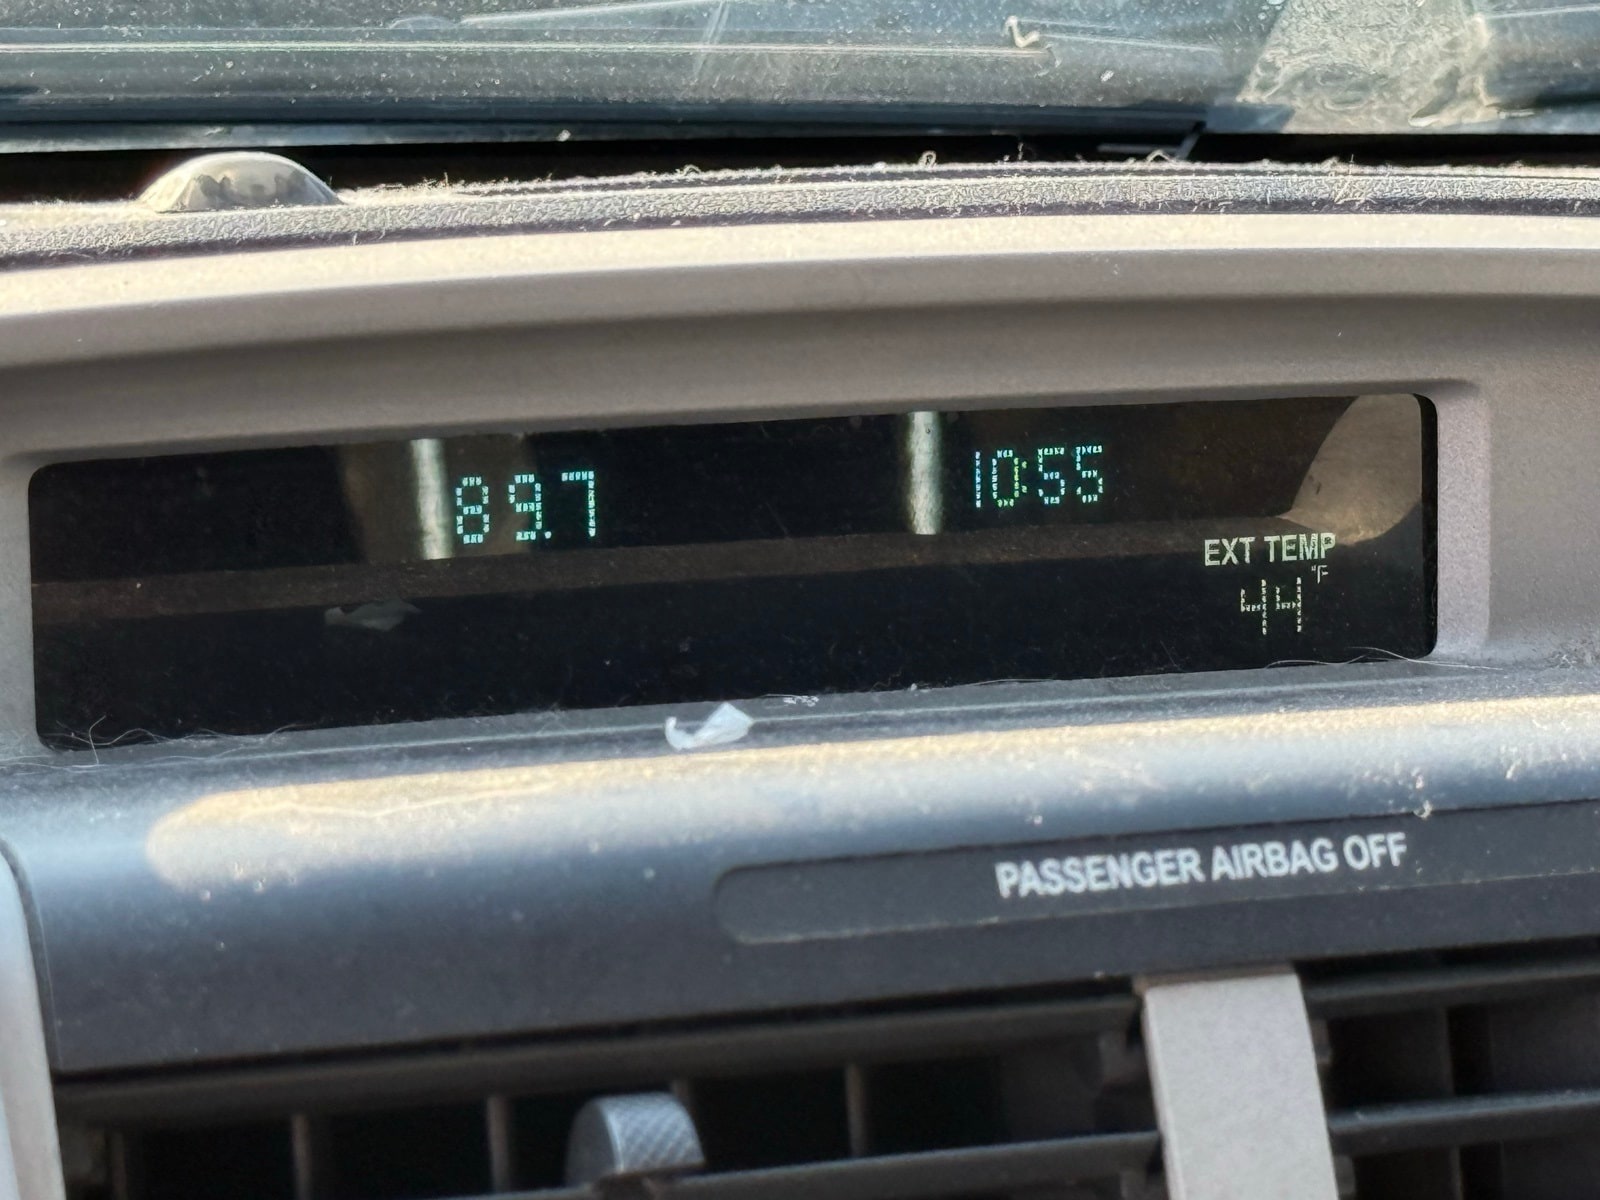 89.7
10:55
EXT TEMP
°F
44
PASSENGER AIRBAG OFF